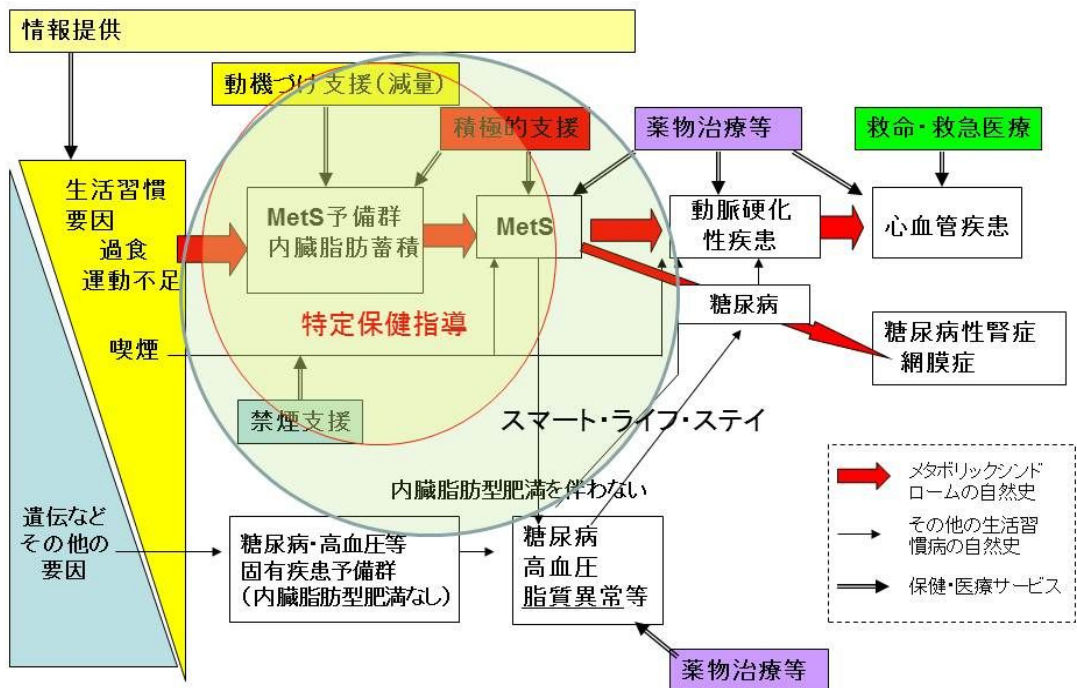 情報提供
動機づけ支援(減量)
積極的支援
薬物治療等
救命・救急医療
生活習慣
要因
過食
運動不足
MetS予備群
内臓脂肪蓄積
MetS
動脈硬化
性疾患
心血管疾患
糖尿病
特定保健指導
喫煙
糖尿病性腎症
網膜症
禁煙支援
スマート・ライフ・ステイ
内臓脂肪型肥満を伴わない
遺伝など
その他の
要因
糖尿病・高血圧等
固有疾患予備群
(内臓脂肪型肥満なし)
糖尿病
高血圧
脂質異常等
薬物治療等
メタボリックシンド
ロームの自然史
その他の生活習
慣病の自然史
保健・医療サービス